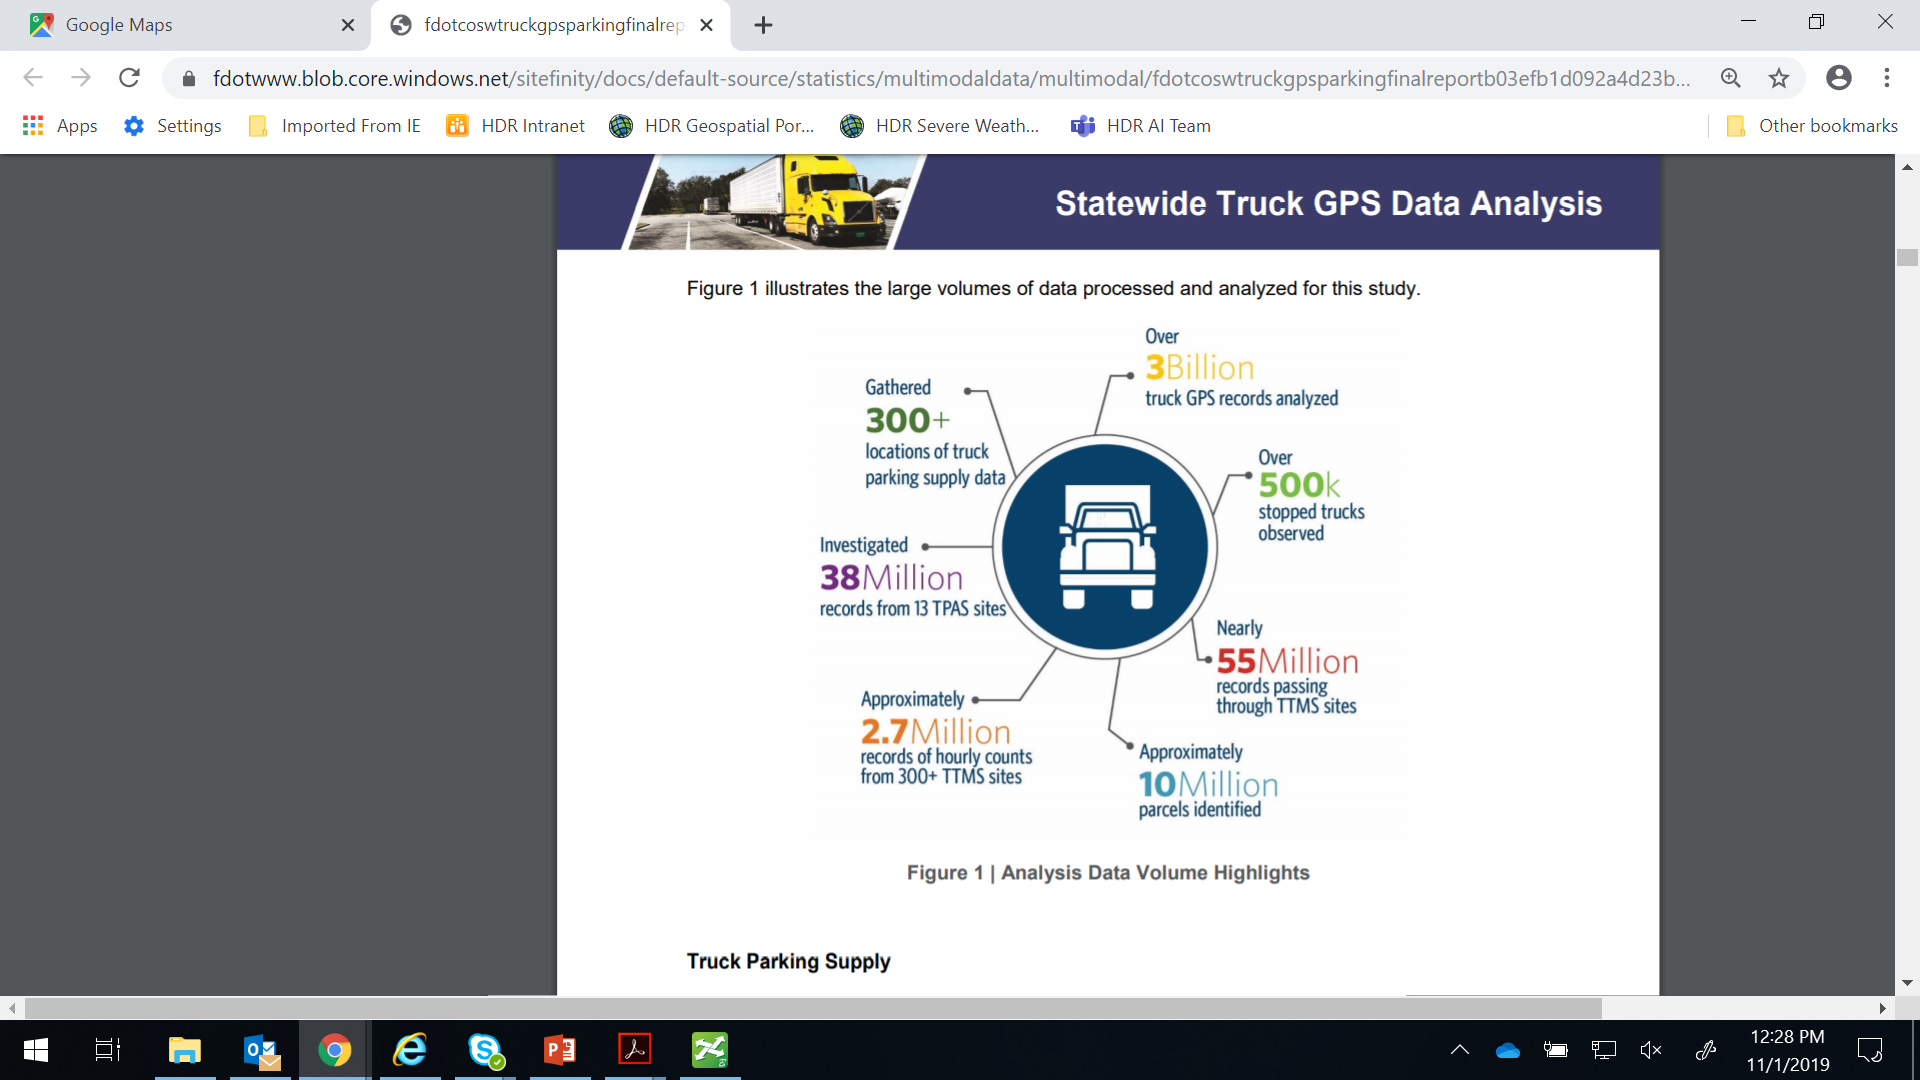 Google Maps
fdotcoswtruckgpsparkingfinalrep
fdotwww.blob.core.windows.net/sitefinity/docs/default-source/statistics/multimodaldata/multimodal/fdotcoswtruckgpsparkingfinalreportb03efb1d092a4d23b...
Apps
Settings
Imported From IE
HDR Intranet
HDR Geospatial Por...
HDR Severe Weath...
HDR AI Team
Other bookmarks
Statewide Truck GPS Data Analysis
Figure 1 illustrates the large volumes of data processed and analyzed for this study.
Over
3Billion
truck GPS records analyzed
Gathered
300+
locations of truck
parking supply data
Over
500k
stopped trucks
observed
Investigated
38Million
records from 13 TPAS sites
Nearly
55Million
records passing
through TTMS sites
Approximately
2.7Million
records of hourly counts
from 300+ TTMS sites
Approximately
10Million
parcels identified
Figure 1 | Analysis Data Volume Highlights
Truck Parking Supply
12:28 PM
11/1/2019